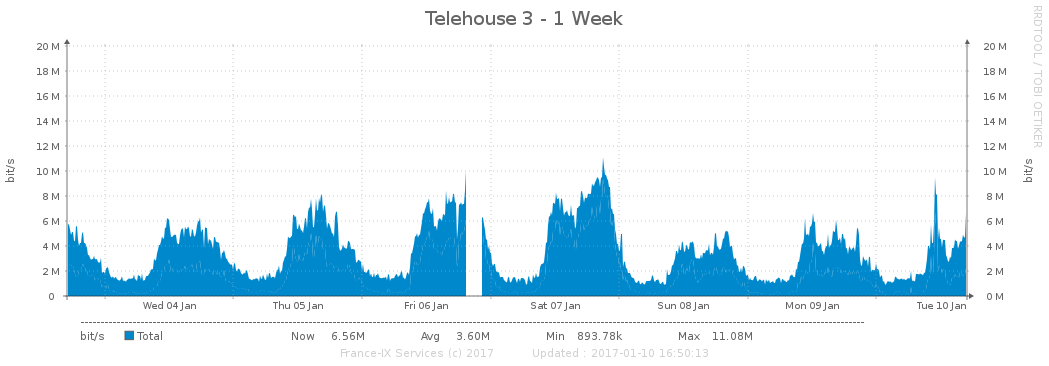 Telehouse 3 - 1 Week
RRDTOOL / TOBI OETIKER
bit/s
bit/s
20 M 20 M
18 M 18 M
16 M 16 M
14 M 14 M
12 M 12 M
10 M 10 M
8 M 8 M
6 M 6 M
4 M 4 M
2 M 2 M
0 0 M
Wed 04 Jan Thu 05 Jan Fri 06 Jan Sat 07 Jan Sun 08 Jan Mon 09 Jan Tue 10 Jan
bit/s Total Now 6.56M Avg 3.60M Min 893.78k Max 11.08M
France-IX Services (c) 2017 Updated : 2017-01-10 16:50:13